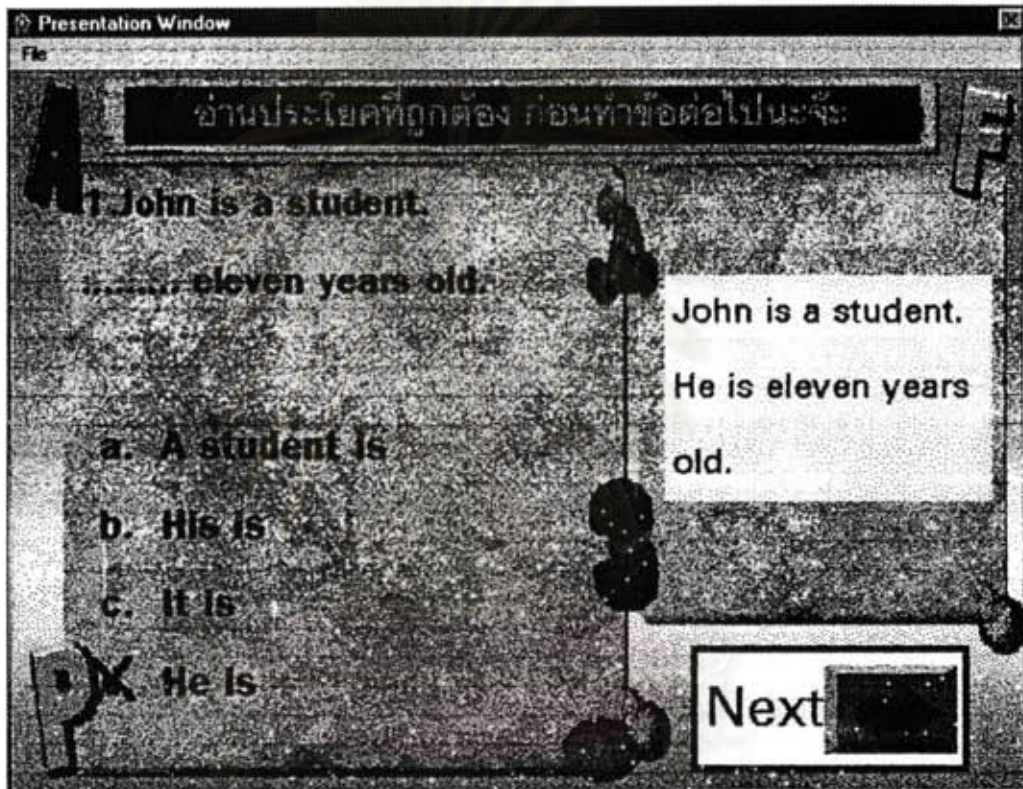 Presentation Window
File
อ่านประโยคที่ถูกต้อง ก่อนทำข้อต่อไปนะจ๊ะ
1.John is a student.
.......... eleven years old.
a. A student is
b. His is
c. It is
X He is
John is a student.
He is eleven years
old.
Next